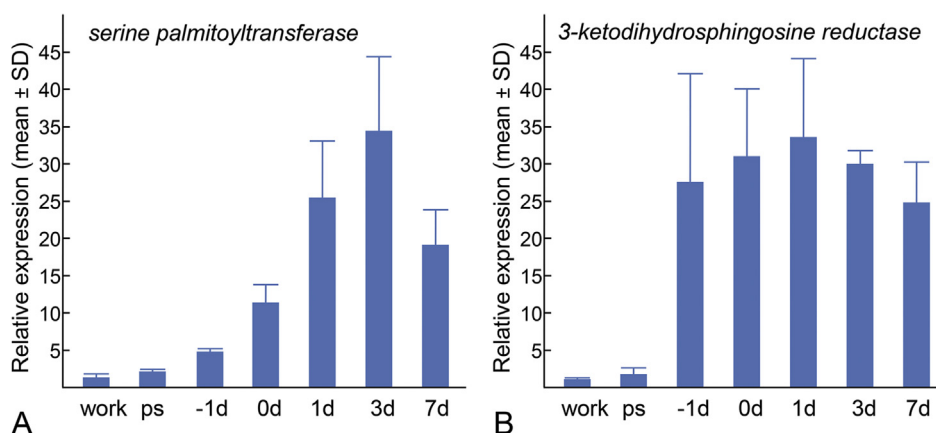 serine palmitoyltransferase
Relative expression (mean ± SD)
45
40
35
30
25
20
15
10
5
work ps -1d 0d 1d 3d 7d
A
3-ketodihydrosphingosine reductase
Relative expression (mean ± SD)
45
40
35
30
25
20
15
10
5
work ps -1d 0d 1d 3d 7d
B